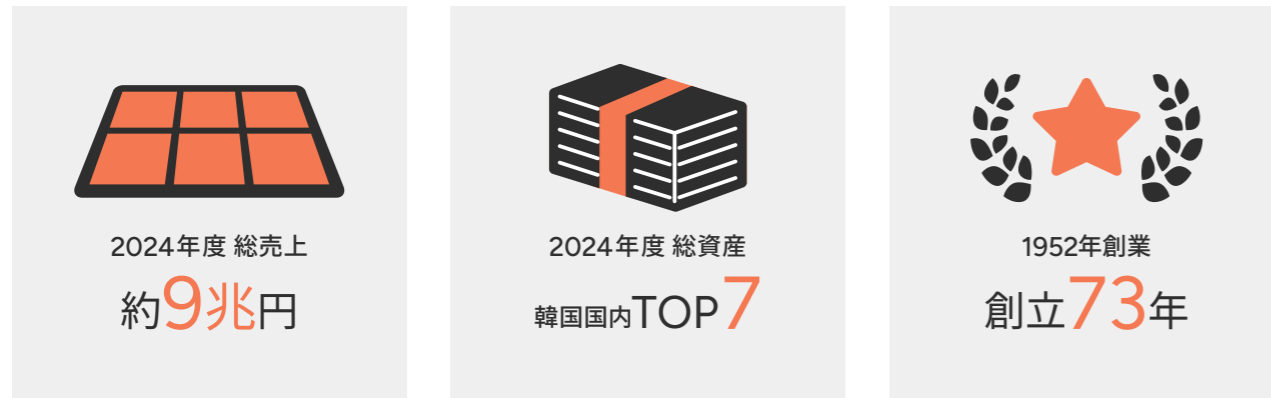 2024年度 総売上
約9兆円
2024年度 総資産
韓国国内TOP7
1952年創業
創立73年